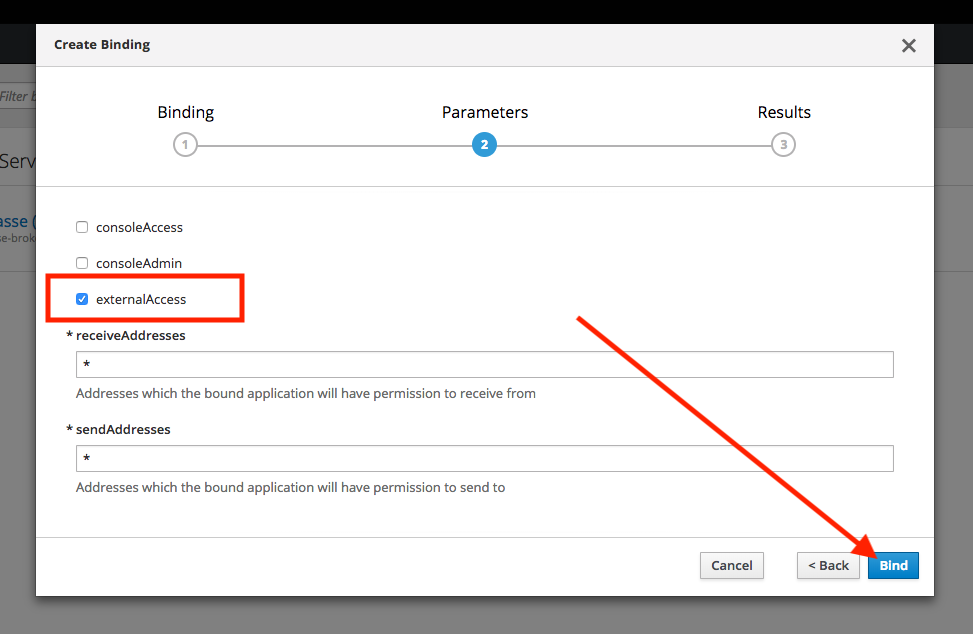 Create Binding
Binding Parameters Results
1 2 3
Filter b
Serv
asse (
se-brok
consoleAccess
consoleAdmin
externalAccess
* receiveAddresses
*
Addresses which the bound application will have permission to receive from
* sendAddresses
*
Addresses which the bound application will have permission to send to
Cancel < Back Bind